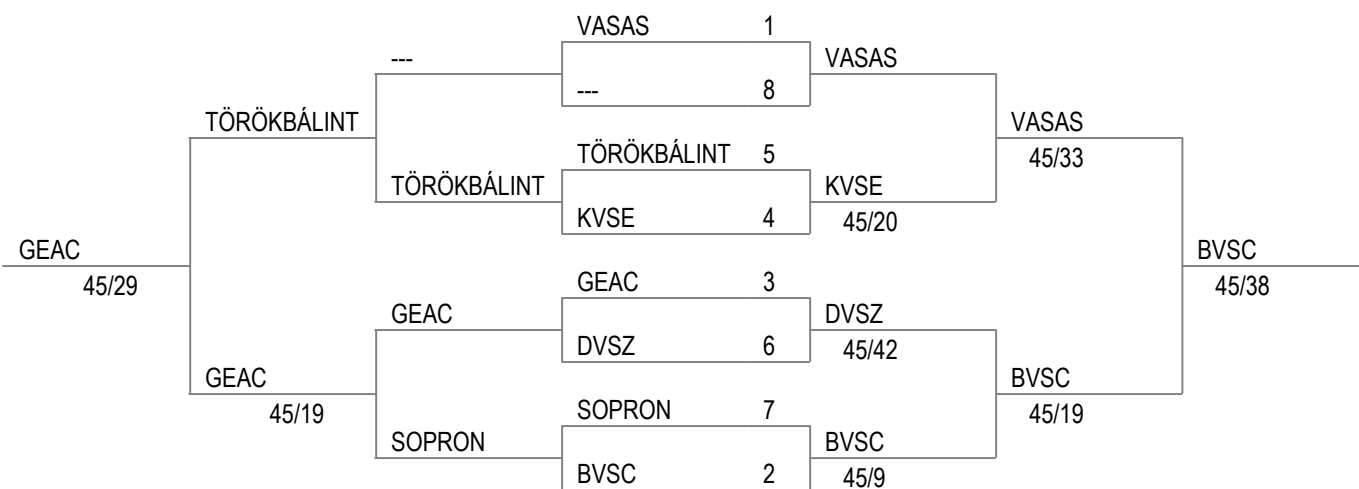 VASAS 1
--- VASAS
--- 8
TÖRÖKBÁLINT VASAS
TÖRÖKBÁLINT 5 45/33
TÖRÖKBÁLINT KVSE
KVSE 4 45/20
GEAC BVSC
45/29 GEAC 3 45/38
GEAC DVSZ
DVSZ 6 45/42
GEAC BVSC
45/19 SOPRON 7 45/19
SOPRON BVSC
BVSC 2 45/9